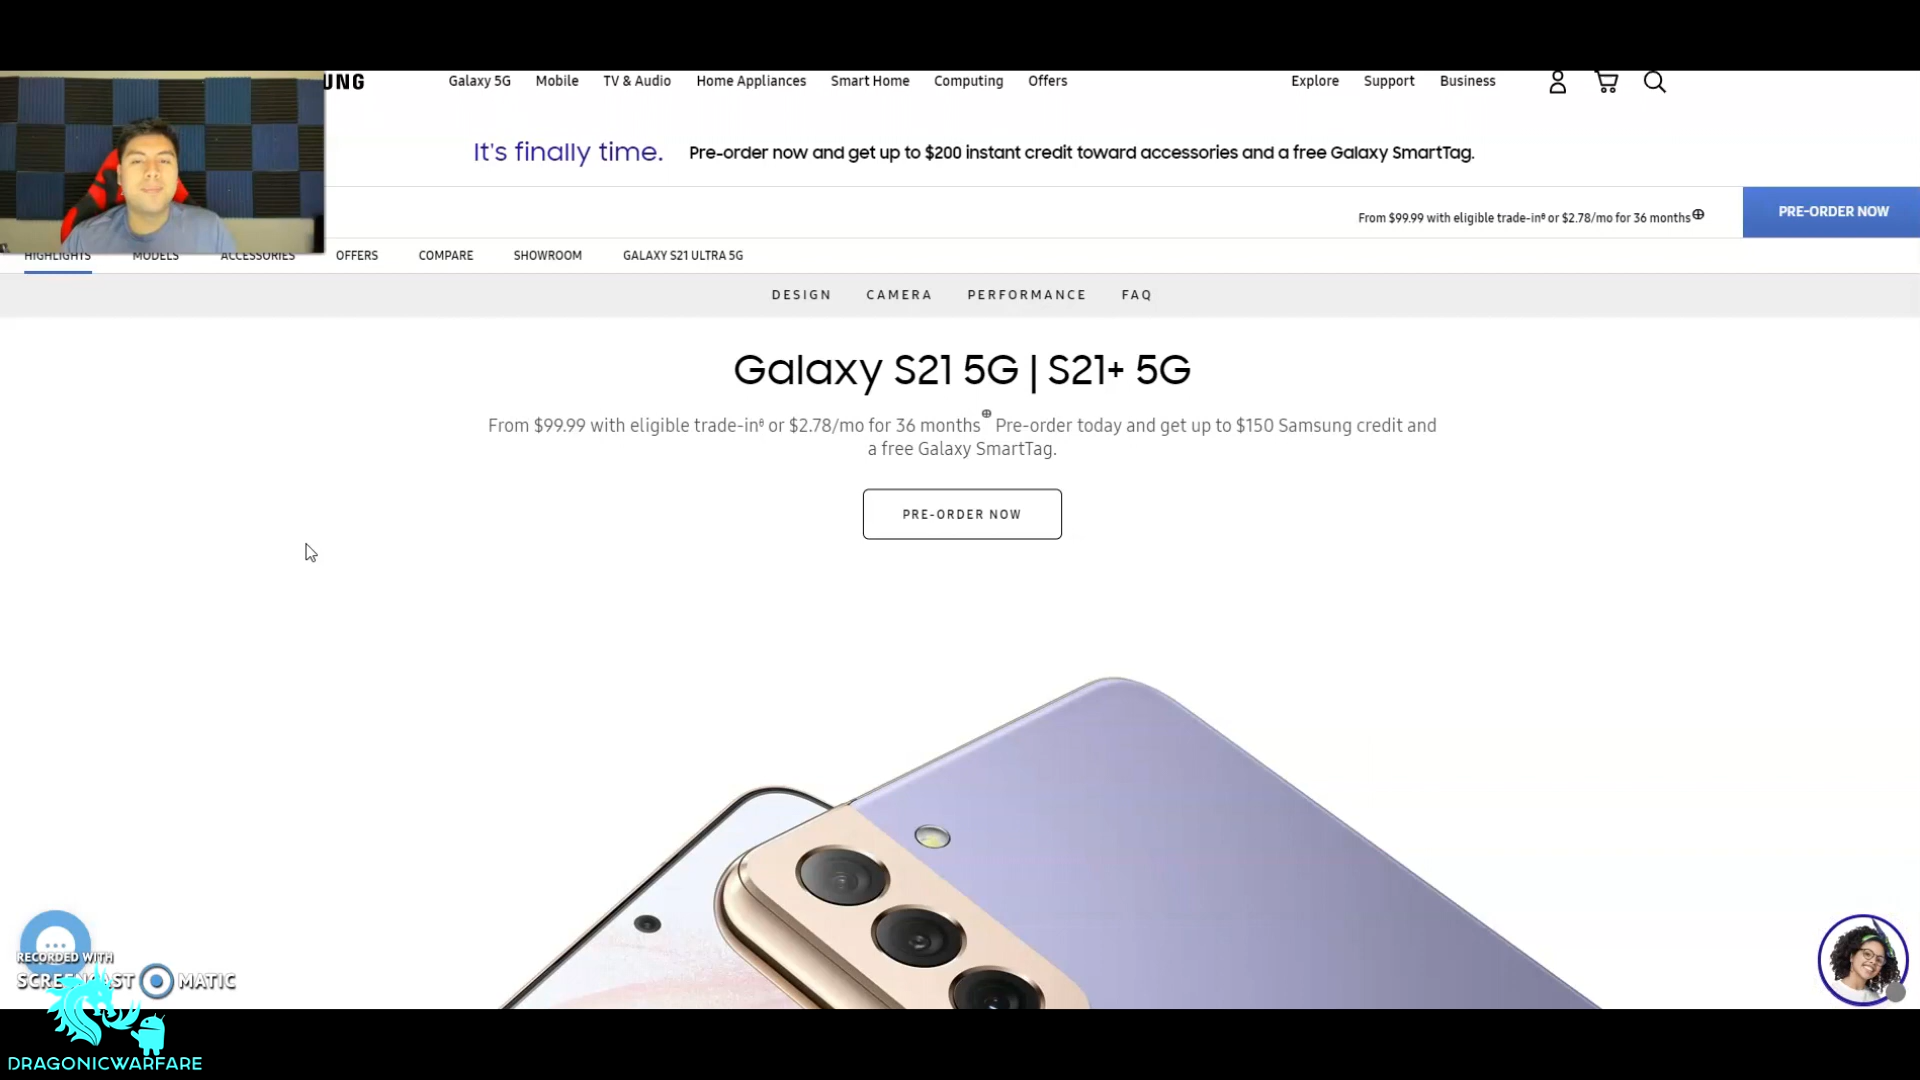 UNG
Galaxy 5G Mobile TV & Audio Home Appliances Smart Home Computing Offers Explore Support Business
It's finally time. Pre-order now and get up to $200 instant credit toward accessories and a free Galaxy SmartTag.
From $99.99 with eligible trade-in⁸ or $2.78/mo for 36 months⊕ PRE-ORDER NOW
HIGHLIGHTS MODELS ACCESSORIES OFFERS COMPARE SHOWROOM GALAXY S21 ULTRA 5G
DESIGN CAMERA PERFORMANCE FAQ
Galaxy S21 5G | S21+ 5G
From $99.99 with eligible trade-in⁸ or $2.78/mo for 36 months⊕ Pre-order today and get up to $150 Samsung credit and
a free Galaxy SmartTag.
PRE-ORDER NOW
RECORDED WITH
SCREENCAST MATIC
DRAGONICWARFARE